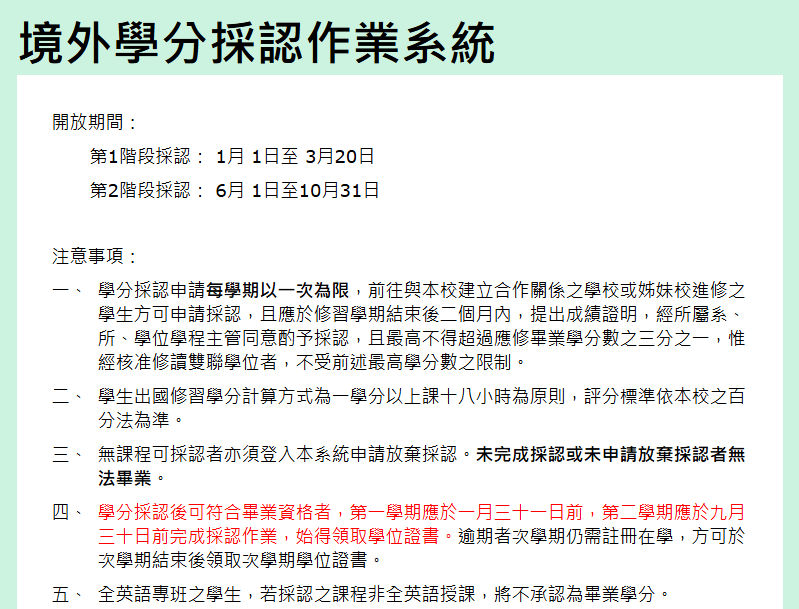 境外學分採認作業系統
開放期間：
第1階段採認： 1月 1日至 3月20日
第2階段採認： 6月 1日至10月31日
注意事項：
一、 學分採認申請每學期以一次為限，前往與本校建立合作關係之學校或姊妹校進修之
學生方可申請採認，且應於修習學期結束後二個月內，提出成績證明，經所屬系、
所、學位學程主管同意酌予採認，且最高不得超過應修畢業學分數之三分之一，惟
經核准修讀雙聯學位者，不受前述最高學分數之限制。
二、 學生出國修習學分計算方式為一學分以上課十八小時為原則，評分標準依本校之百
分法為準。
三、 無課程可採認者亦須登入本系統申請放棄採認。未完成採認或未申請放棄採認者無
法畢業。
四、 學分採認後可符合畢業資格者，第一學期應於一月三十一日前，第二學期應於九月
三十日前完成採認作業，始得領取學位證書。逾期者次學期仍需註冊在學，方可於
次學期結束後領取次學期學位證書。
五、 全英語專班之學生，若採認之課程非全英語授課，將不承認為畢業學分。